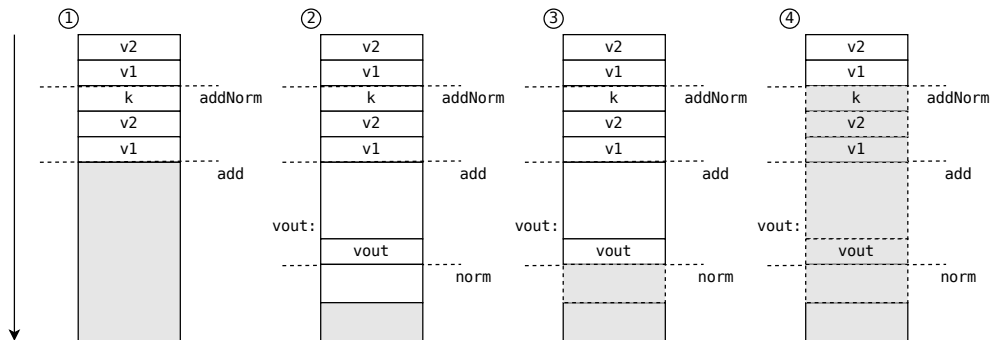 1 2 3 4
v2 v2 v2 v2
v1 v1 v1 v1
k addNorm k addNorm k addNorm k addNorm
v2 v2 v2 v2
v1 v1 v1 v1
add add add add
vout: vout: vout:
vout vout vout
norm norm norm